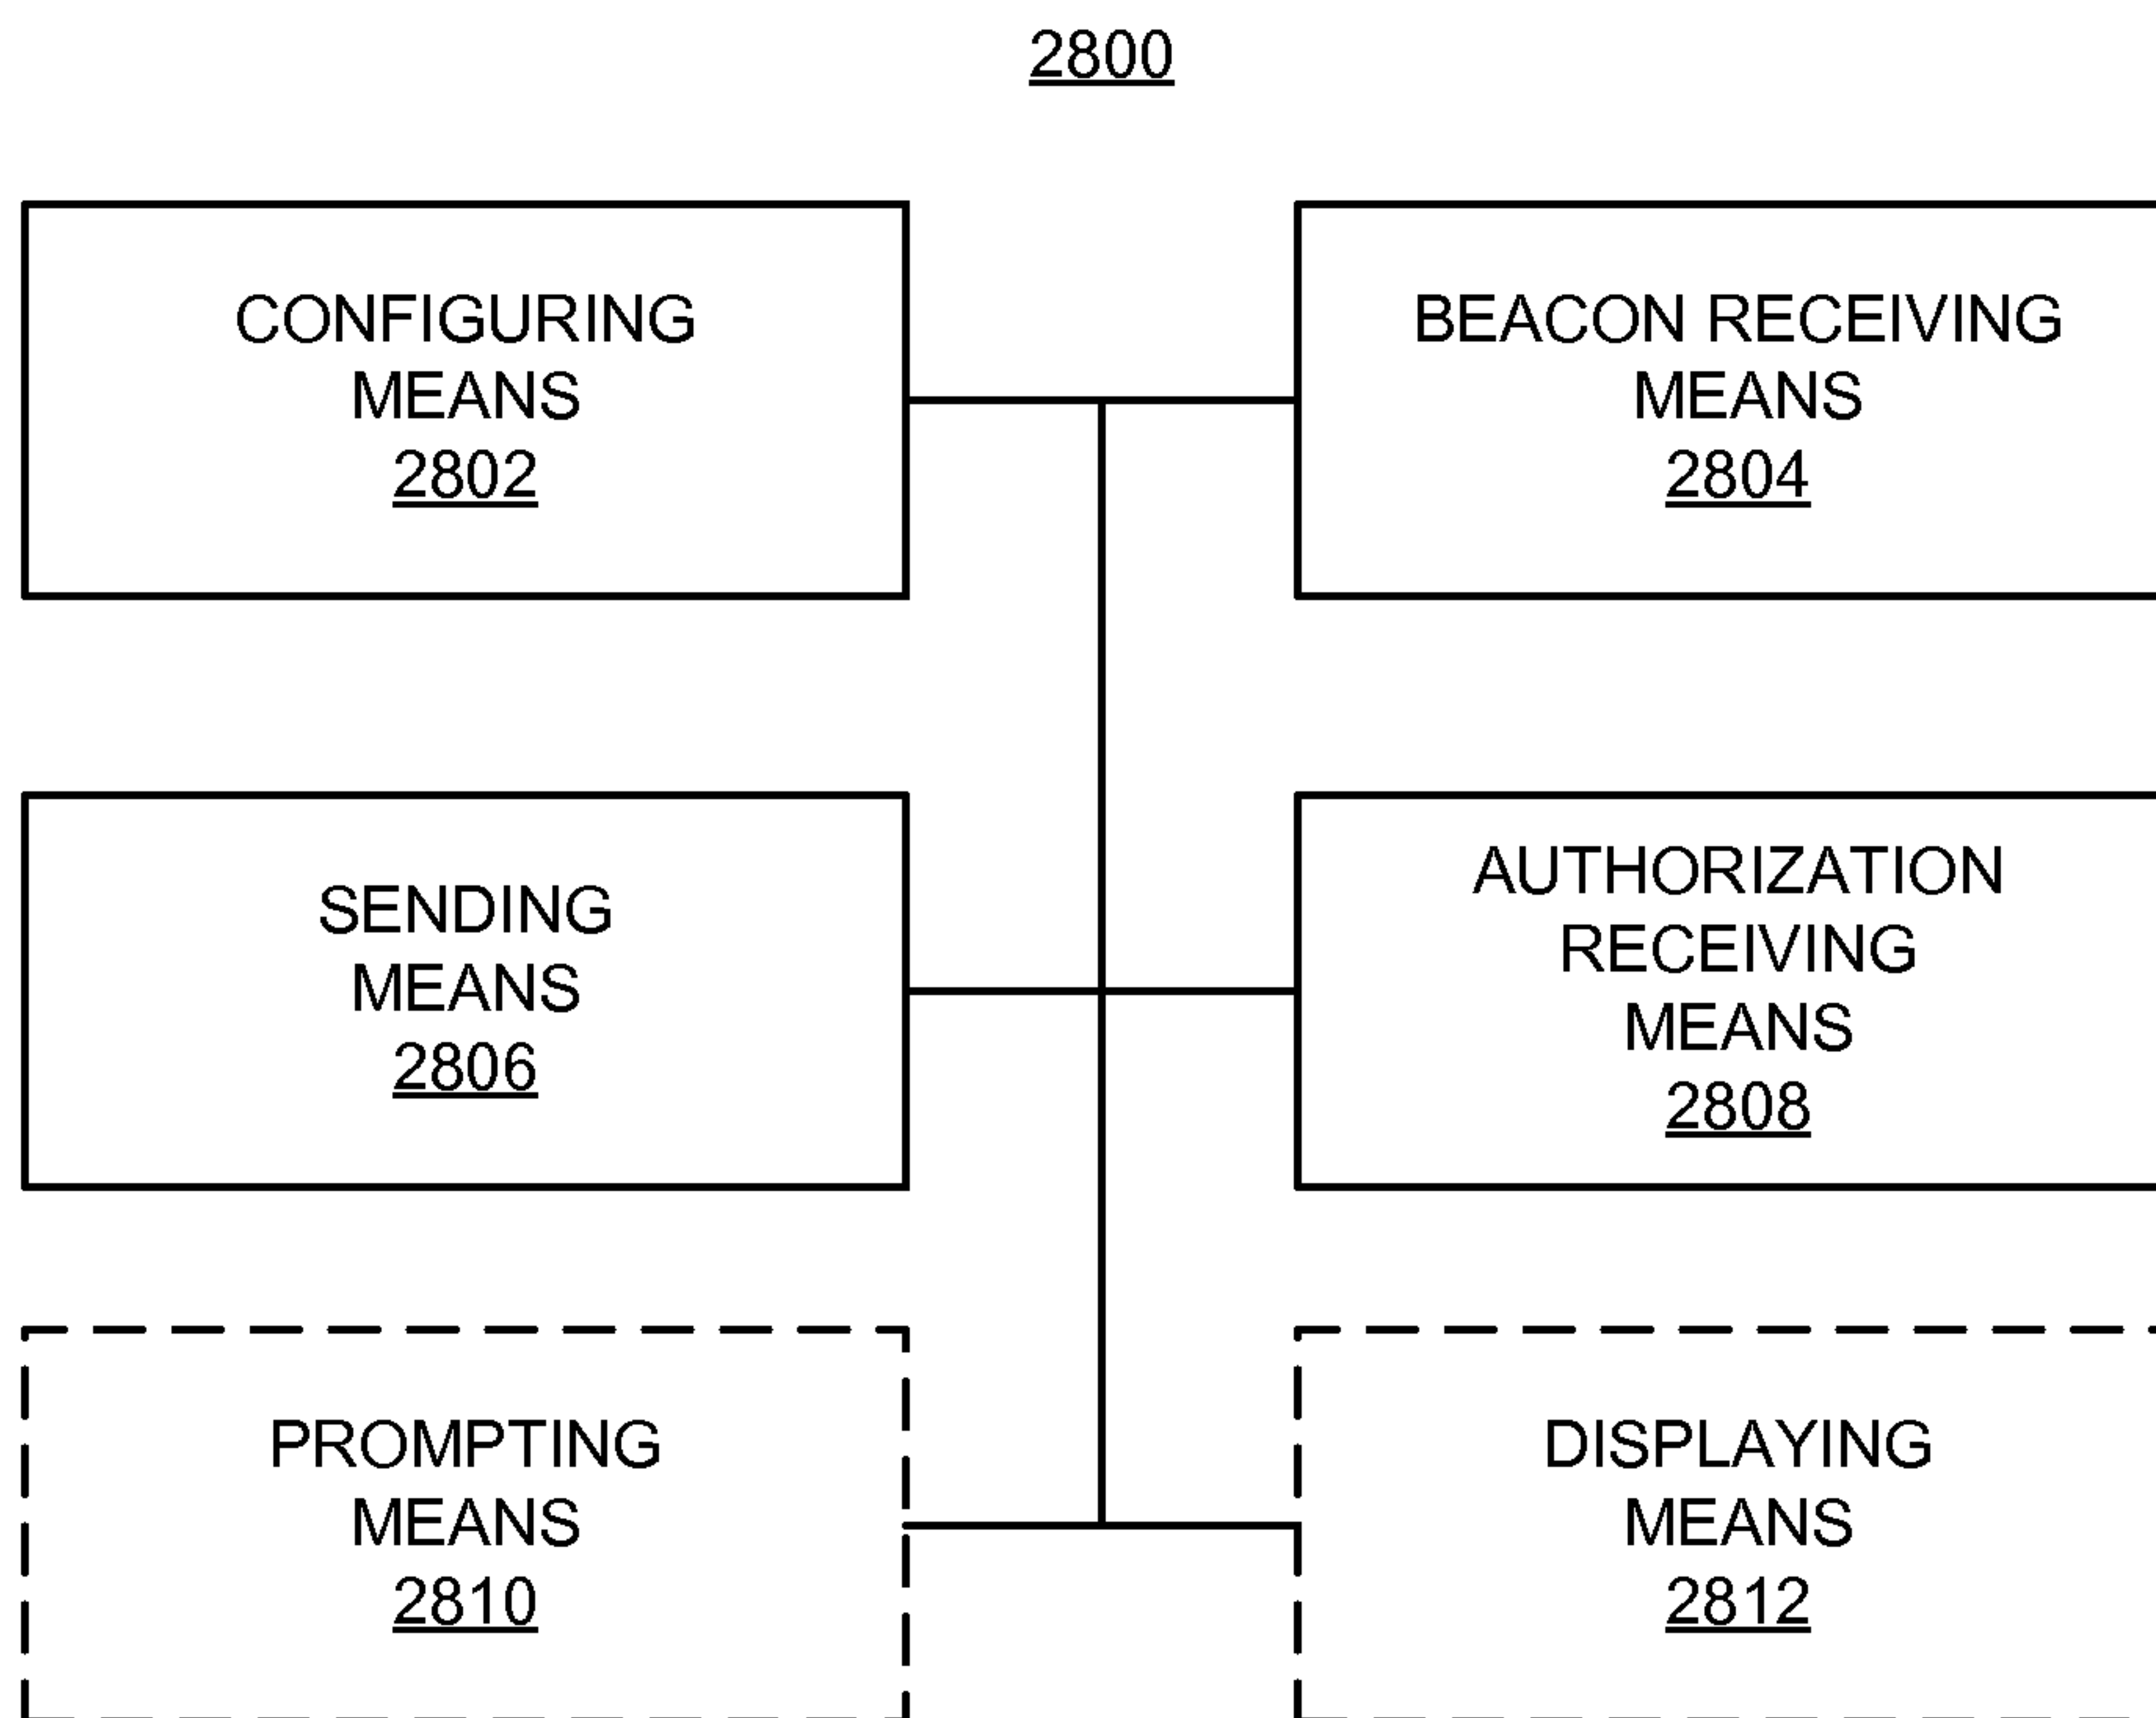 2800
CONFIGURING
MEANS
2802
BEACON RECEIVING
MEANS
2804
SENDING
MEANS
2806
AUTHORIZATION
RECEIVING
MEANS
2808
PROMPTING
MEANS
2810
DISPLAYING
MEANS
2812